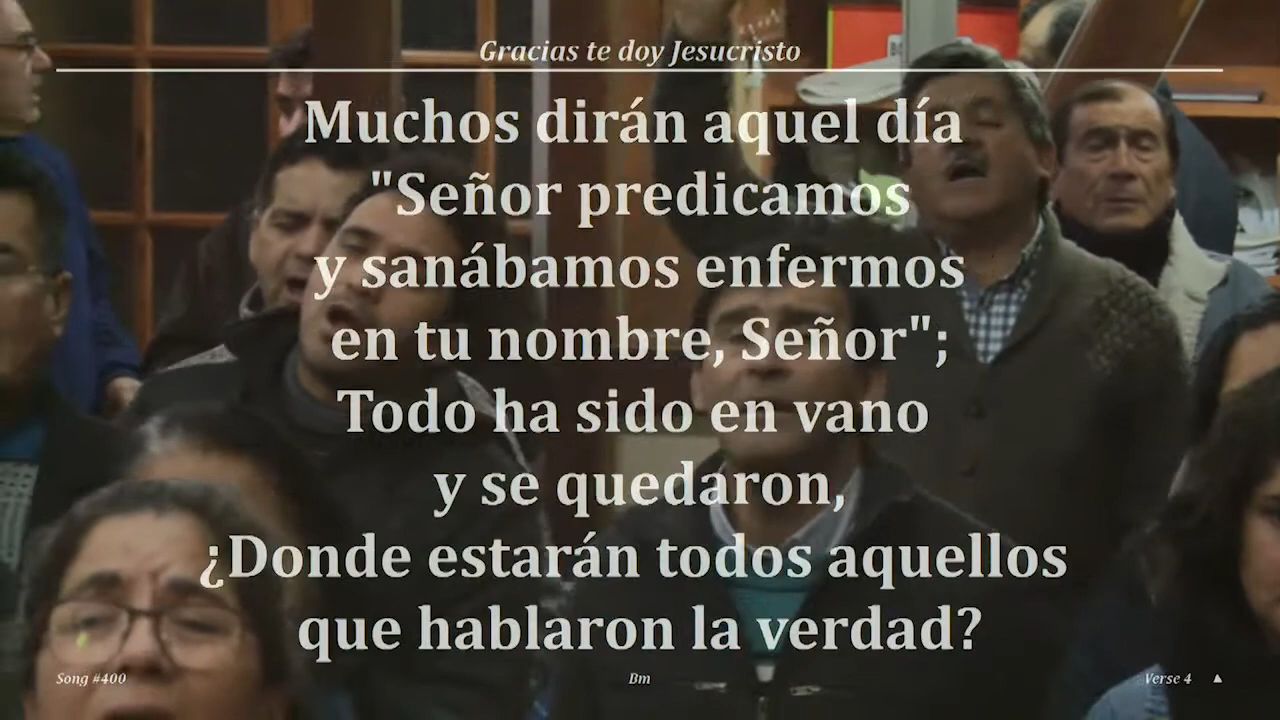 Gracias te doy Jesucristo
Muchos dirán aquel día
"Señor predicamos
y sanábamos enfermos
en tu nombre, Señor";
Todo ha sido en vano
y se quedaron,
¿Donde estarán todos aquellos
que hablaron la verdad?
Song #400
Bm
Verse 4 ▲